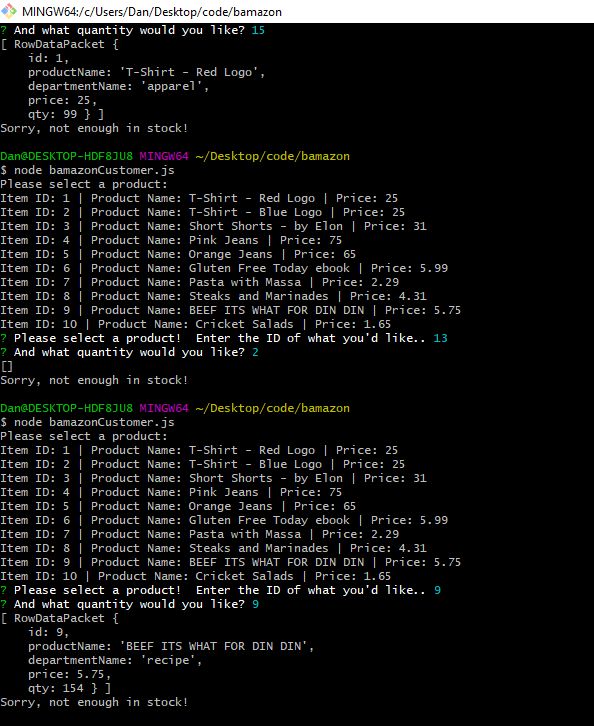 MINGW64:/c/Users/Dan/Desktop/code/bamazon
? And what quantity would you like? 15
[ RowDataPacket {
    id: 1,
    productName: 'T-Shirt - Red Logo',
    departmentName: 'apparel',
    price: 25,
    qty: 99 } ]
Sorry, not enough in stock!
Dan@DESKTOP-HDF8JU8 MINGW64 ~/Desktop/code/bamazon
$ node bamazonCustomer.js
Please select a product:
Item ID: 1 | Product Name: T-Shirt - Red Logo | Price: 25
Item ID: 2 | Product Name: T-Shirt - Blue Logo | Price: 25
Item ID: 3 | Product Name: Short Shorts - by Elon | Price: 31
Item ID: 4 | Product Name: Pink Jeans | Price: 75
Item ID: 5 | Product Name: Orange Jeans | Price: 65
Item ID: 6 | Product Name: Gluten Free Today ebook | Price: 5.99
Item ID: 7 | Product Name: Pasta with Massa | Price: 2.29
Item ID: 8 | Product Name: Steaks and Marinades | Price: 4.31
Item ID: 9 | Product Name: BEEF ITS WHAT FOR DIN DIN | Price: 5.75
Item ID: 10 | Product Name: Cricket Salads | Price: 1.65
? Please select a product!  Enter the ID of what you'd like.. 13
? And what quantity would you like? 2
[]
Sorry, not enough in stock!
Dan@DESKTOP-HDF8JU8 MINGW64 ~/Desktop/code/bamazon
$ node bamazonCustomer.js
Please select a product:
Item ID: 1 | Product Name: T-Shirt - Red Logo | Price: 25
Item ID: 2 | Product Name: T-Shirt - Blue Logo | Price: 25
Item ID: 3 | Product Name: Short Shorts - by Elon | Price: 31
Item ID: 4 | Product Name: Pink Jeans | Price: 75
Item ID: 5 | Product Name: Orange Jeans | Price: 65
Item ID: 6 | Product Name: Gluten Free Today ebook | Price: 5.99
Item ID: 7 | Product Name: Pasta with Massa | Price: 2.29
Item ID: 8 | Product Name: Steaks and Marinades | Price: 4.31
Item ID: 9 | Product Name: BEEF ITS WHAT FOR DIN DIN | Price: 5.75
Item ID: 10 | Product Name: Cricket Salads | Price: 1.65
? Please select a product!  Enter the ID of what you'd like.. 9
? And what quantity would you like? 9
[ RowDataPacket {
    id: 9,
    productName: 'BEEF ITS WHAT FOR DIN DIN',
    departmentName: 'recipe',
    price: 5.75,
    qty: 154 } ]
Sorry, not enough in stock!